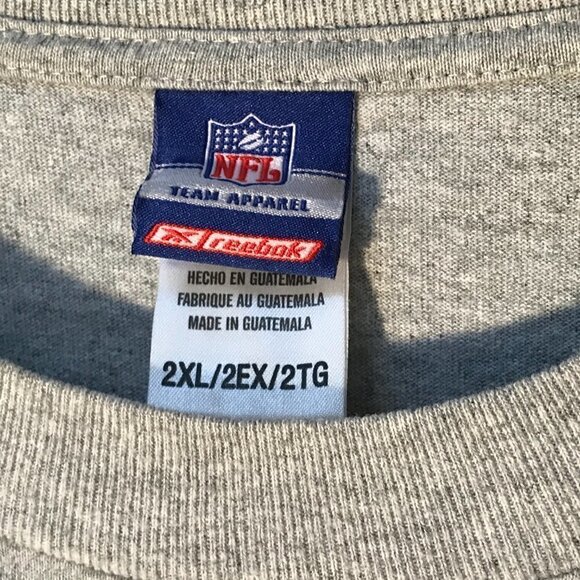 NFL
TEAM APPAREL
Reebok
HECHO EN GUATEMALA
FABRIQUE AU GUATEMALA
MADE IN GUATEMALA
2XL/2EX/2TG